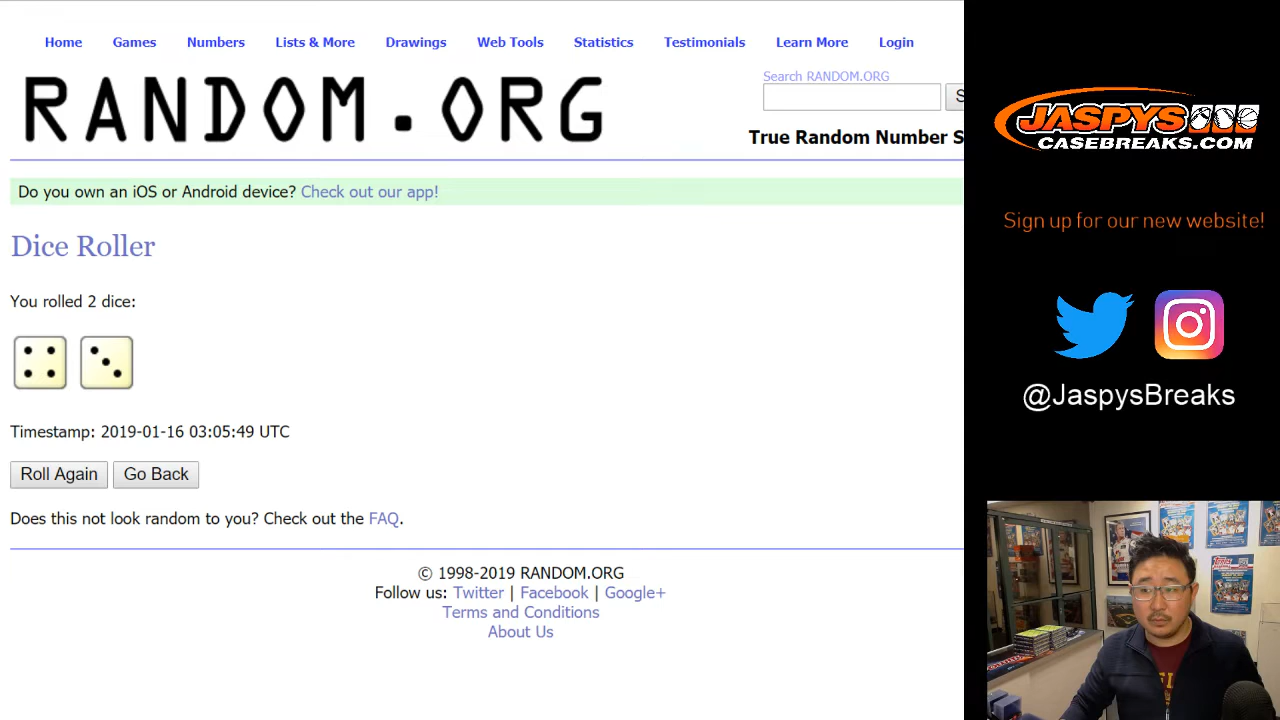 Home Games Numbers Lists & More Drawings Web Tools Statistics Testimonials Learn More Login
RANDOM.ORG
Search RANDOM.ORG
S
True Random Number S
Do you own an iOS or Android device? Check out our app!
Dice Roller
You rolled 2 dice:
Timestamp: 2019-01-16 03:05:49 UTC
Roll Again Go Back
Does this not look random to you? Check out the FAQ.
© 1998-2019 RANDOM.ORG
Follow us: Twitter | Facebook | Google+
Terms and Conditions
About Us
JASPYS
CASEBREAKS.COM
Sign up for our new website!
@JaspysBreaks